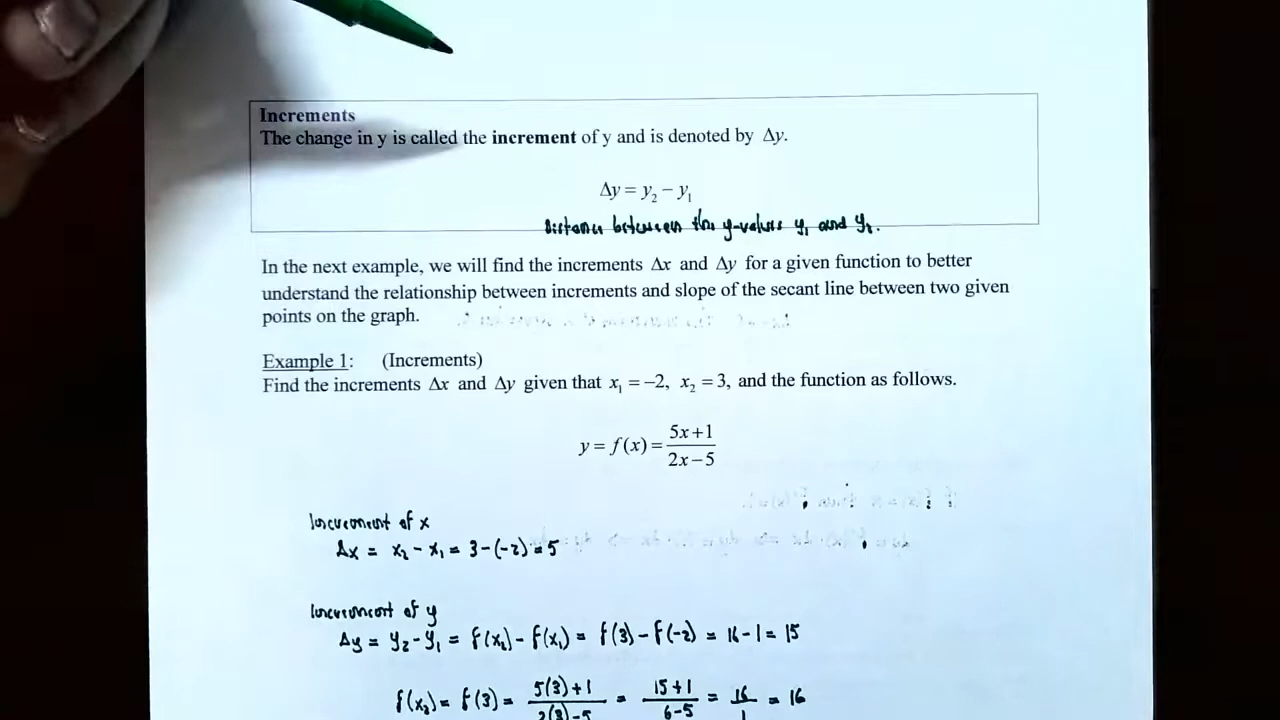 Increments
The change in y is called the increment of y and is denoted by Δy.
Δy = y₂ − y₁
Distance between the y-values y₁ and y₂.
In the next example, we will find the increments Δx and Δy for a given function to better
understand the relationship between increments and slope of the secant line between two given
points on the graph.
Example 1: (Increments)
Find the increments Δx and Δy given that x₁ = −2, x₂ = 3, and the function as follows.
y = f(x) = (5x+1)/(2x−5)
Increment of x
Δx = x₂ − x₁ = 3 − (−2) = 5
Increment of y
Δy = y₂ − y₁ = f(x₂) − f(x₁) = f(3) − f(−2) = 16 − 1 = 15
f(x₂) = f(3) = (5(3)+1)/(2(3)−5) = (15+1)/(6−5) = 16/1 = 16